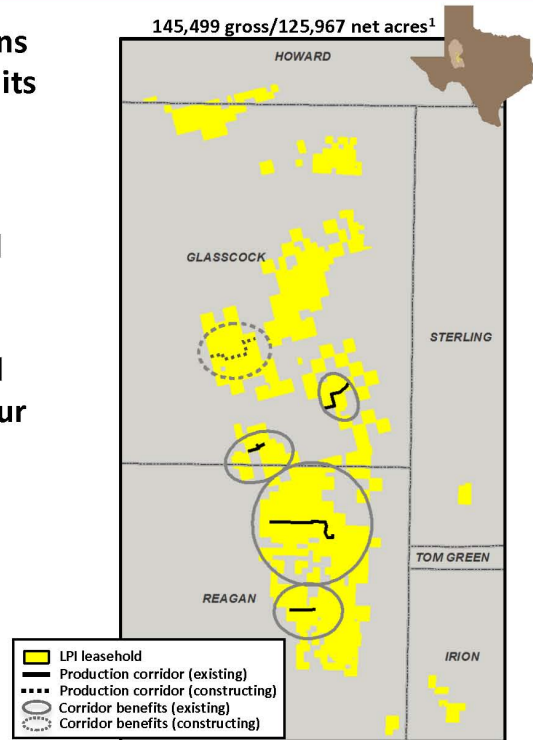 145,499 gross/125,967 net acres¹
ns
its
HOWARD
GLASSCOCK
STERLING
ur
TOM GREEN
REAGAN
IRION
LPI leasehold
Production corridor (existing)
Production corridor (constructing)
Corridor benefits (existing)
Corridor benefits (constructing)